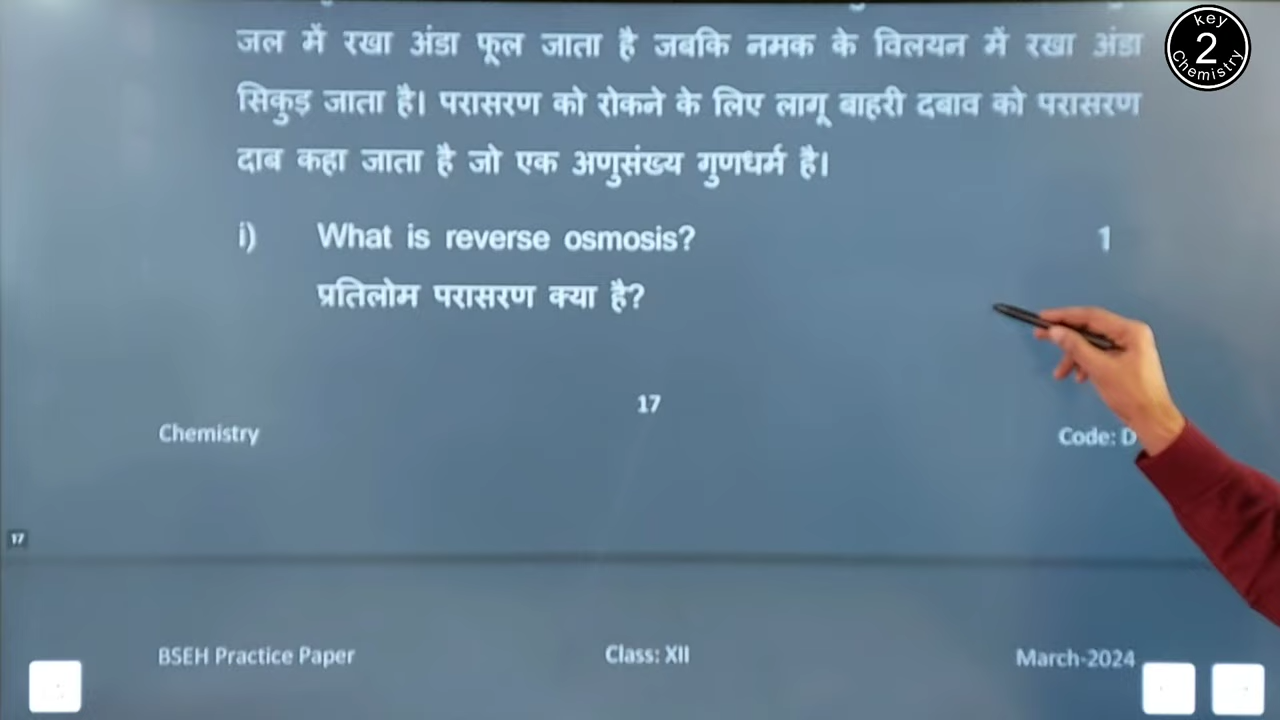 key
2
Chemistry
जल में रखा अंडा फूल जाता है जबकि नमक के विलयन में रखा अंडा
सिकुड़ जाता है। परासरण को रोकने के लिए लागू बाहरी दबाव को परासरण
दाब कहा जाता है जो एक अणुसंख्य गुणधर्म है।
i) What is reverse osmosis? 1
प्रतिलोम परासरण क्या है?
17
Chemistry Code: D
17
BSEH Practice Paper Class: XII March-2024